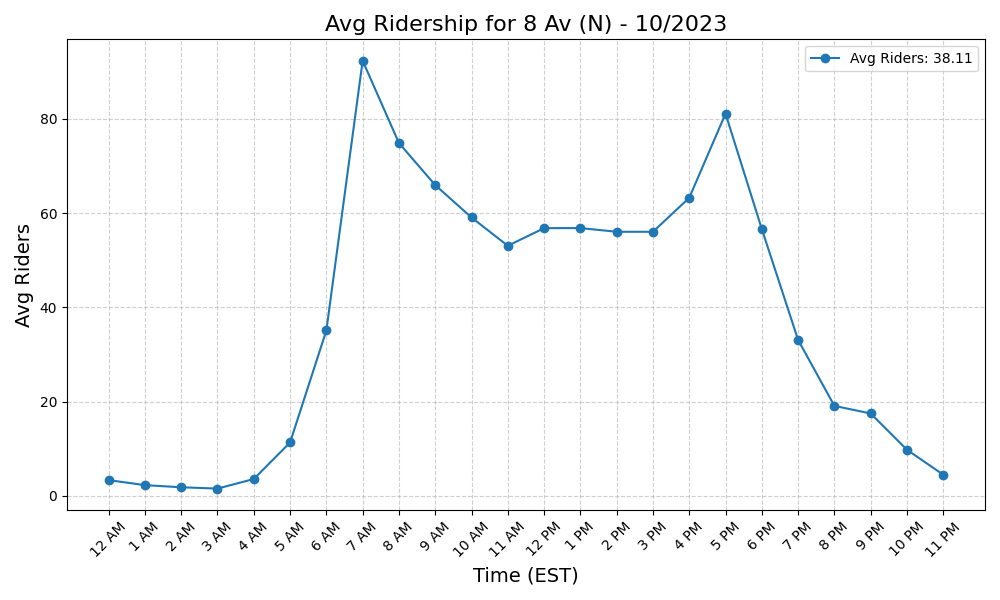 Avg Ridership for 8 Av (N) - 10/2023
Avg Riders: 38.11
Avg Riders
80
60
40
20
0
12 AM
1 AM
2 AM
3 AM
4 AM
5 AM
6 AM
7 AM
8 AM
9 AM
10 AM
11 AM
12 PM
1 PM
2 PM
3 PM
4 PM
5 PM
6 PM
7 PM
8 PM
9 PM
10 PM
11 PM
Time (EST)